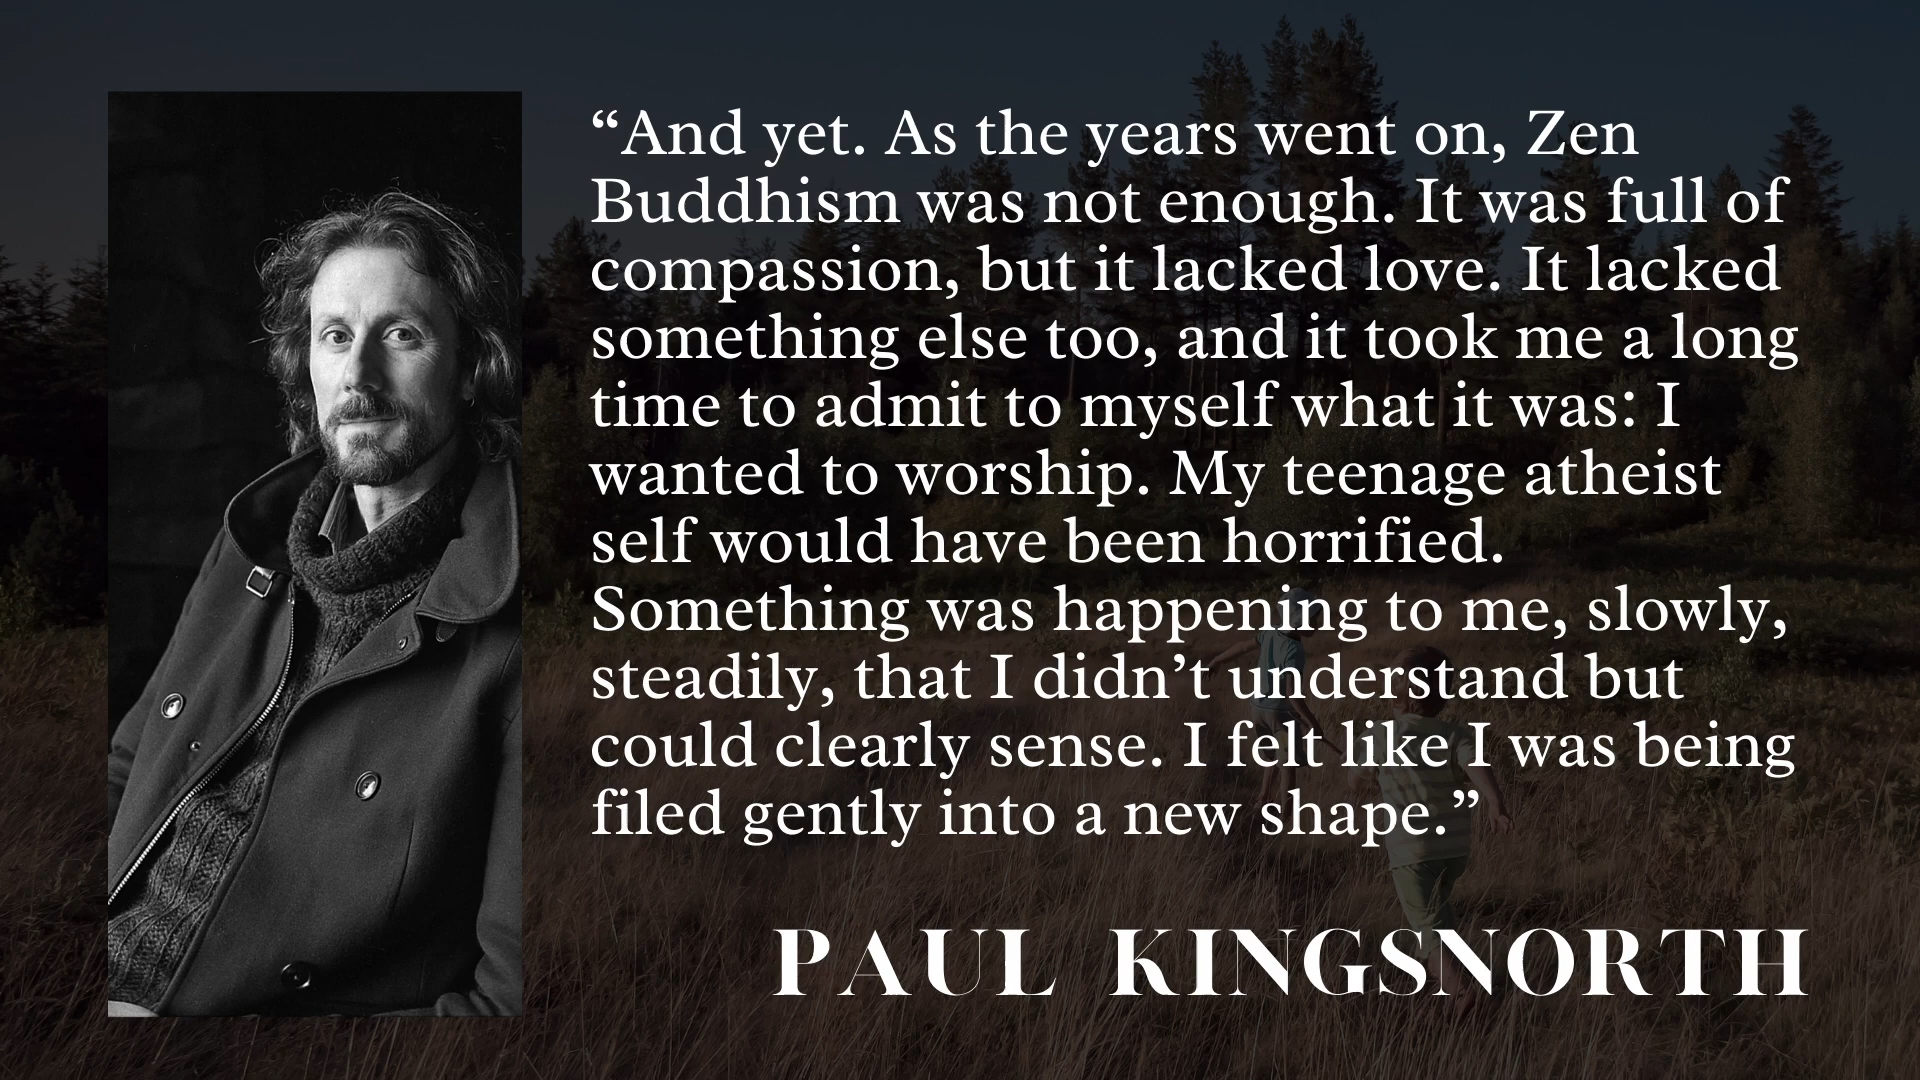 “And yet. As the years went on, Zen
Buddhism was not enough. It was full of
compassion, but it lacked love. It lacked
something else too, and it took me a long
time to admit to myself what it was: I
wanted to worship. My teenage atheist
self would have been horrified.
Something was happening to me, slowly,
steadily, that I didn’t understand but
could clearly sense. I felt like I was being
filed gently into a new shape.”
PAUL KINGSNORTH